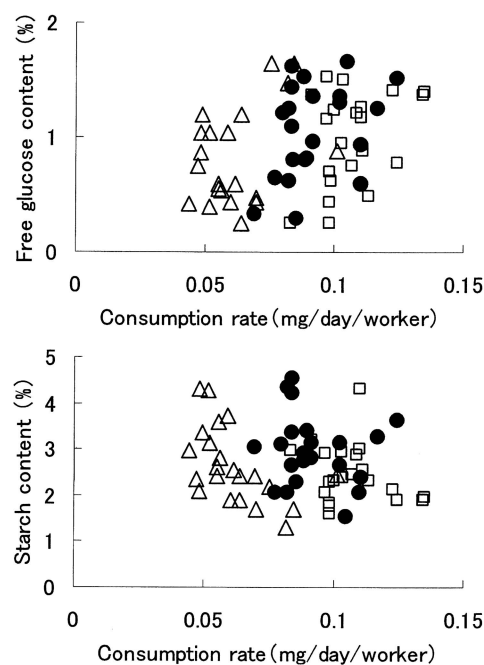 Free glucose content (%)
2
1
0
0 0.05 0.1 0.15
Consumption rate(mg/day/worker)
Starch content (%)
5
4
3
2
1
0
0 0.05 0.1 0.15
Consumption rate(mg/day/worker)